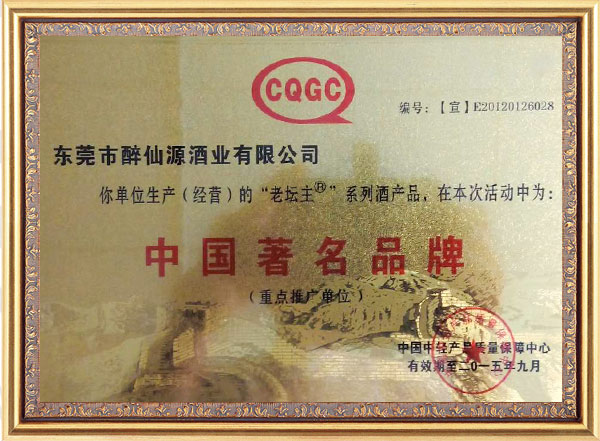 CQGC
编号:【宣】E20120126028
东莞市醉仙源酒业有限公司
你单位生产(经营)的“老坛主®”系列酒产品,在本次活动中为:
中国著名品牌
(重点推广单位)
中国中轻产品质量保障中心
有效期至二〇一五年九月